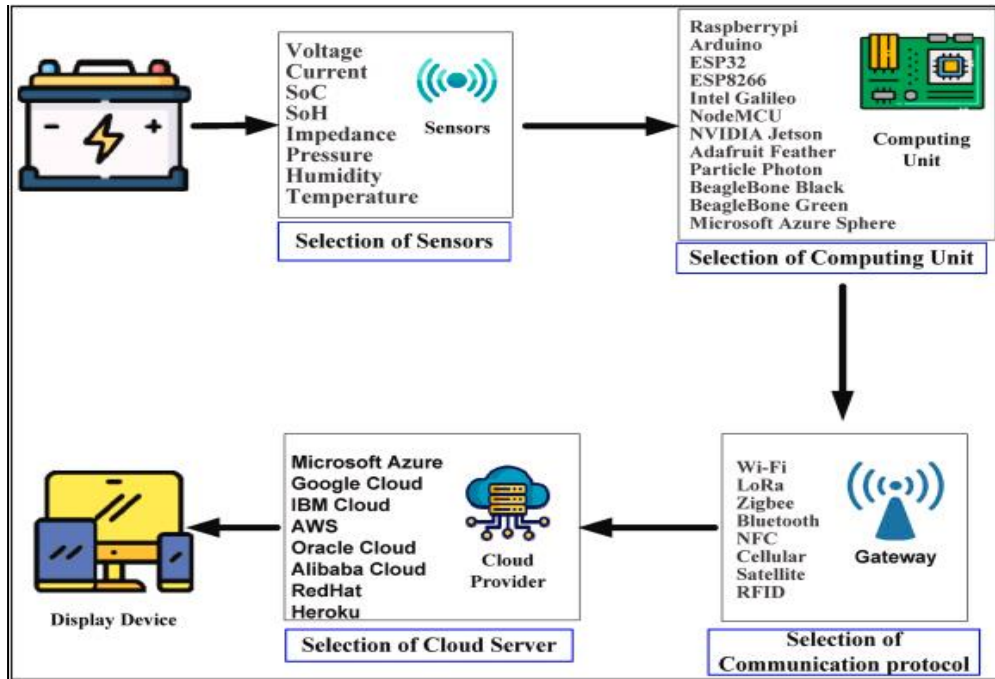 Voltage
Current
SoC
SoH
Impedance
Pressure
Humidity
Temperature
Sensors
Selection of Sensors
Raspberrypi
Arduino
ESP32
ESP8266
Intel Galileo
NodeMCU
NVIDIA Jetson
Adafruit Feather
Particle Photon
BeagleBone Black
BeagleBone Green
Microsoft Azure Sphere
Computing
Unit
Selection of Computing Unit
Wi-Fi
LoRa
Zigbee
Bluetooth
NFC
Cellular
Satellite
RFID
Gateway
Selection of
Communication protocol
Microsoft Azure
Google Cloud
IBM Cloud
AWS
Oracle Cloud
Alibaba Cloud
RedHat
Heroku
Cloud
Provider
Selection of Cloud Server
Display Device